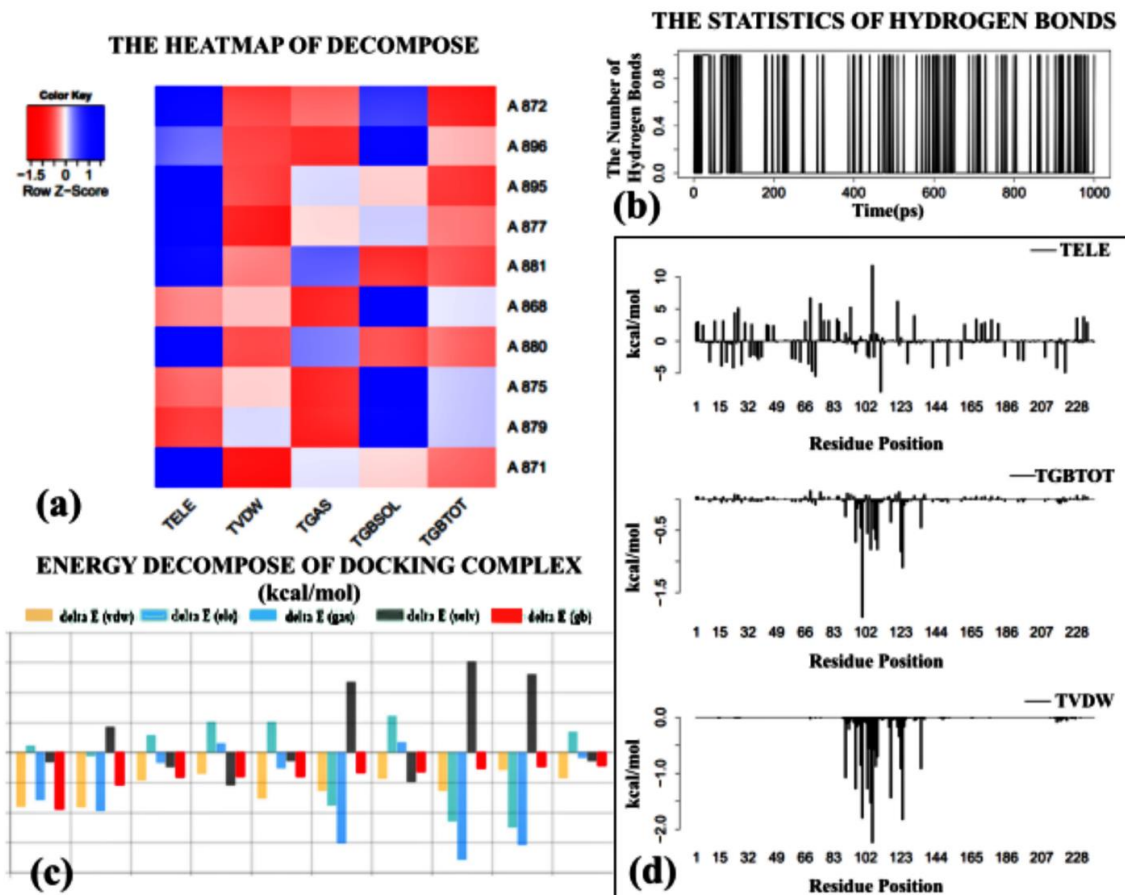 THE HEATMAP OF DECOMPOSE
Color Key
−1.5 0 1
Row Z-Score
A 872
A 896
A 895
A 877
A 881
A 868
A 880
A 875
A 879
A 871
TELE TVDW TGAS TGBSOL TGBTOT
(a)
THE STATISTICS OF HYDROGEN BONDS
The Number of
Hydrogen Bonds
0.8
0.4
0.0
0 200 400 600 800 1000
Time(ps)
(b)
ENERGY DECOMPOSE OF DOCKING COMPLEX
(kcal/mol)
delta E (vdw) delta E (ele) delta E (gas) delta E (solv) delta E (gb)
(c)
TELE
kcal/mol
10
5
0
−5
1 15 32 49 66 83 102 123 144 165 186 207 228
Residue Position
TGBTOT
kcal/mol
−0.5
−1.5
1 15 32 49 66 83 102 123 144 165 186 207 228
Residue Position
TVDW
kcal/mol
0.0
−1.0
−2.0
1 15 32 49 66 83 102 123 144 165 186 207 228
Residue Position
(d)